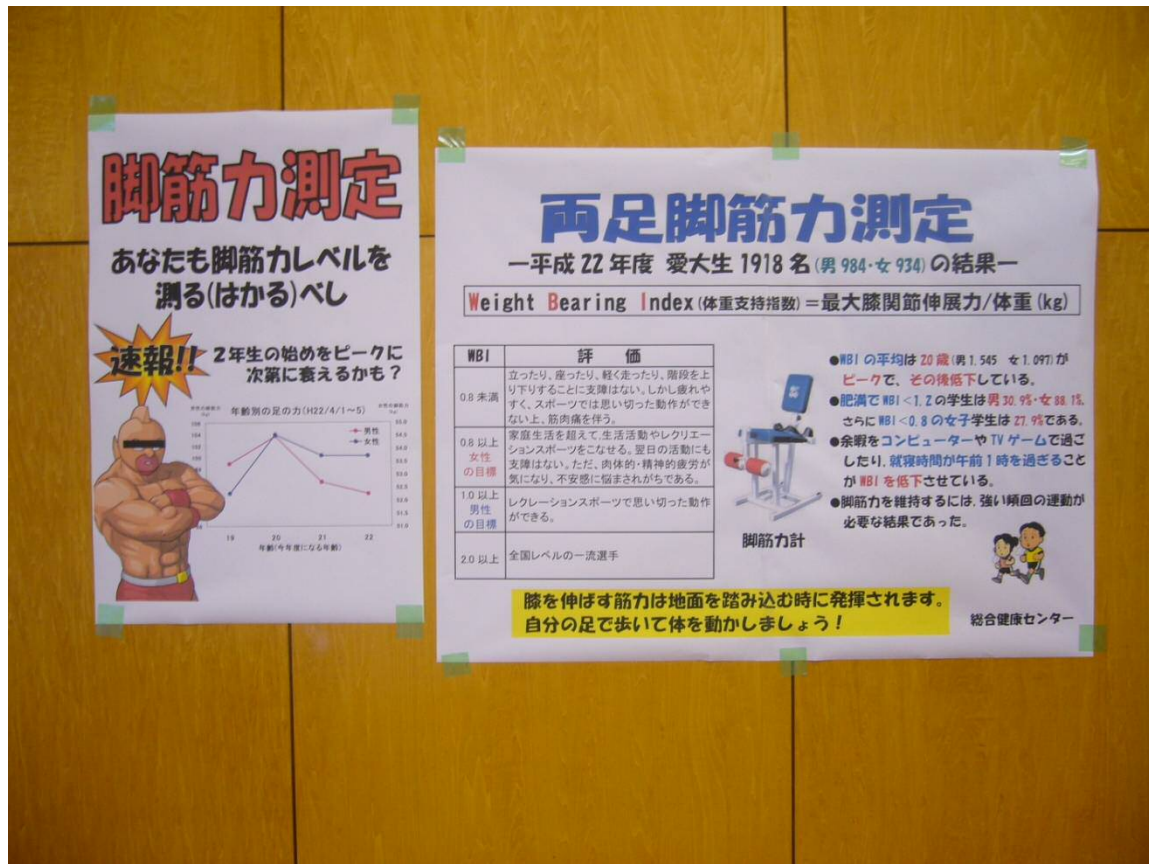 脚筋力測定
あなたも脚筋力レベルを
測る(はかる)べし
速報!!
2年生の始めをピークに
次第に衰えるかも？
年齢別の足の力(H22/4/1～5)
男性
女性
19 20 21 22
年齢(今年度になる年齢)
両足脚筋力測定
ー平成22年度 愛大生1918名(男984・女934)の結果ー
Weight Bearing Index(体重支持指数)＝最大膝関節伸展力/体重(kg)
WBI 評 価
0.8 未満
立ったり、座ったり、軽く走ったり、階段を上
り下りすることに支障はない。しかし疲れや
すく、スポーツでは思い切った動作ができ
ない上、筋肉痛を伴う。
0.8 以上
女性
の目標
家庭生活を超えて、生活活動やレクリエー
ションスポーツをこなせる。翌日の活動にも
支障はない。ただ、肉体的・精神的疲労が
気になり、不安感に悩まされがちである。
1.0 以上
男性
の目標
レクレーションスポーツで思い切った動作
ができる。
2.0 以上
全国レベルの一流選手
脚筋力計
●WBIの平均は20歳(男1.545 女1.097)が
ピークで、その後低下している。
●肥満でWBI<1.2の学生は男30.9%・女88.1%、
さらにWBI<0.8の女子学生は27.9%である。
●余暇をコンピューターやTVゲームで過ご
したり、就寝時間が午前1時を過ぎること
がWBIを低下させている。
●脚筋力を維持するには、強い頻回の運動が
必要な結果であった。
膝を伸ばす筋力は地面を踏み込む時に発揮されます。
自分の足で歩いて体を動かしましょう！
総合健康センター